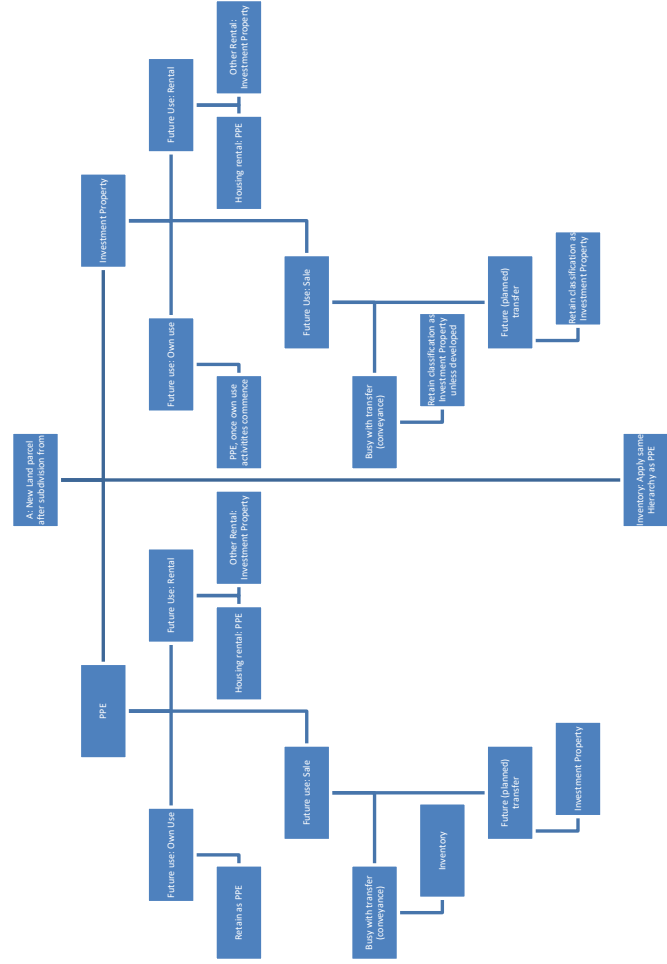 A: New Land parcel
after subdivision from
PPE
Investment Property
Inventory: Apply same
Hierarchy as PPE
Future use: Own Use
Future Use: Rental
Retain as PPE
Housing rental: PPE
Other Rental:
Investment Property
Future use: Sale
Busy with transfer
(conveyance)
Inventory
Future (planned)
transfer
Investment Property
Future use: Own use
Future Use: Rental
PPE, once own use
activitites commence
Housing rental: PPE
Other Rental:
Investment Property
Future Use: Sale
Busy with transfer
(conveyance)
Retain classification as
Investment Property
unless developed
Future (planned)
transfer
Retain classification as
Investment Property